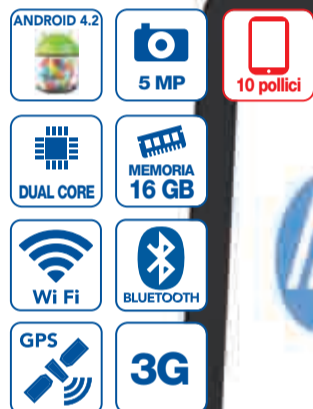 ANDROID 4.2
5 MP
10 pollici
DUAL CORE
MEMORIA
16 GB
Wi Fi
BLUETOOTH
GPS
3G